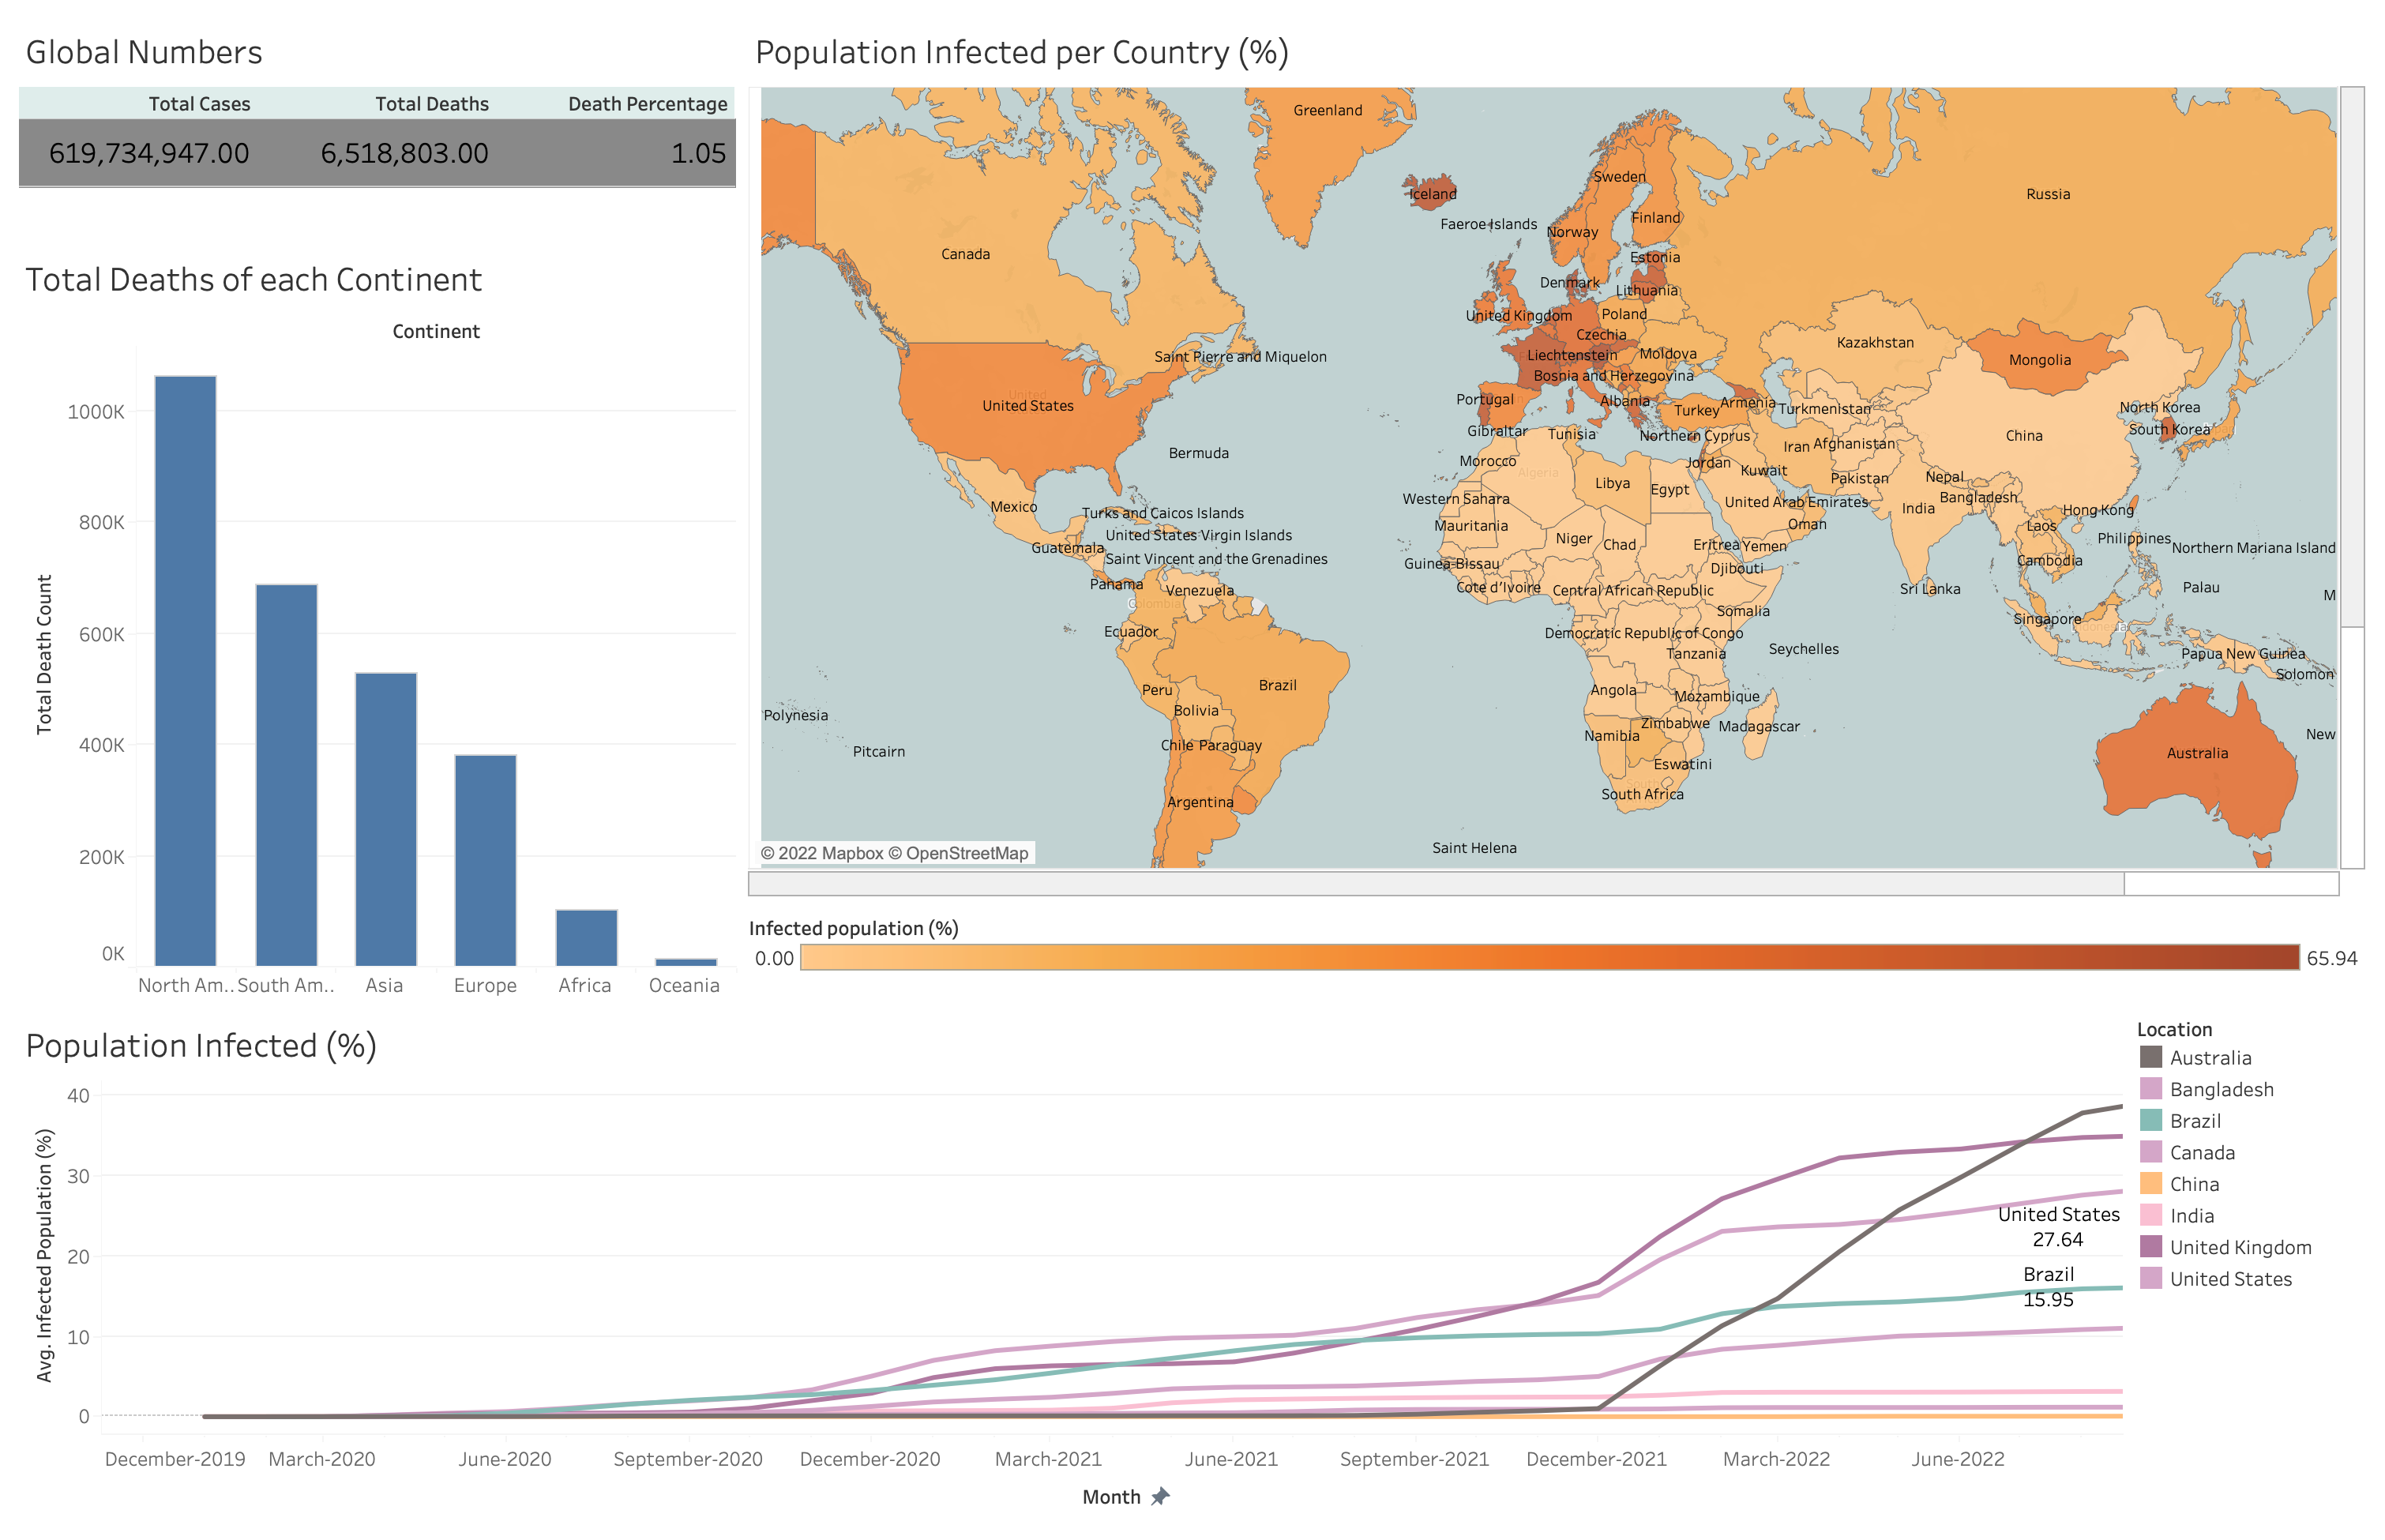 Global Numbers
Total Cases Total Deaths Death Percentage
619,734,947.00 6,518,803.00 1.05
Total Deaths of each Continent
Continent
Total Death Count
1000K
800K
600K
400K
200K
0K
North Am.. South Am.. Asia Europe Africa Oceania
Population Infected per Country (%)
Greenland
Sweden
Iceland
Russia
Faeroe Islands
Finland
Norway
Canada
Estonia
Denmark
Lithuania
United Kingdom
Poland
Czechia
Kazakhstan
Saint Pierre and Miquelon
Liechtenstein
Moldova
Mongolia
Bosnia and Herzegovina
United
United States
Portugal
Albania
Armenia
Turkey
Turkmenistan
North Korea
Gibraltar
Tunisia
Northern Cyprus
Iran
Afghanistan
China
South Korea
Bermuda
Morocco
Algeria
Jordan
Kuwait
Pakistan
Nepal
Libya
Egypt
Western Sahara
United Arab Emirates
Bangladesh
Mexico
India
Hong Kong
Turks and Caicos Islands
Mauritania
Oman
Laos
United States Virgin Islands
Niger
Chad
Eritrea
Yemen
Philippines
Northern Mariana Island
Guatemala
Saint Vincent and the Grenadines
Guinea-Bissau
Djibouti
Cambodia
Panama
Venezuela
Cote d'Ivoire
Central African Republic
Sri Lanka
Palau
M
Colombia
Somalia
Singapore
Ecuador
Democratic Republic of Congo
Seychelles
Tanzania
Papua New Guinea
Solomon
Peru
Brazil
Angola
Mozambique
Bolivia
Polynesia
Zimbabwe
Madagascar
Namibia
New
Pitcairn
Chile
Paraguay
Australia
Eswatini
South
South Africa
Argentina
Saint Helena
© 2022 Mapbox © OpenStreetMap
Infected population (%)
0.00 65.94
Population Infected (%)
Avg. Infected Population (%)
40
30
20
10
0
United States
27.64
Brazil
15.95
December-2019 March-2020 June-2020 September-2020 December-2020 March-2021 June-2021 September-2021 December-2021 March-2022 June-2022
Month
Location
Australia
Bangladesh
Brazil
Canada
China
India
United Kingdom
United States